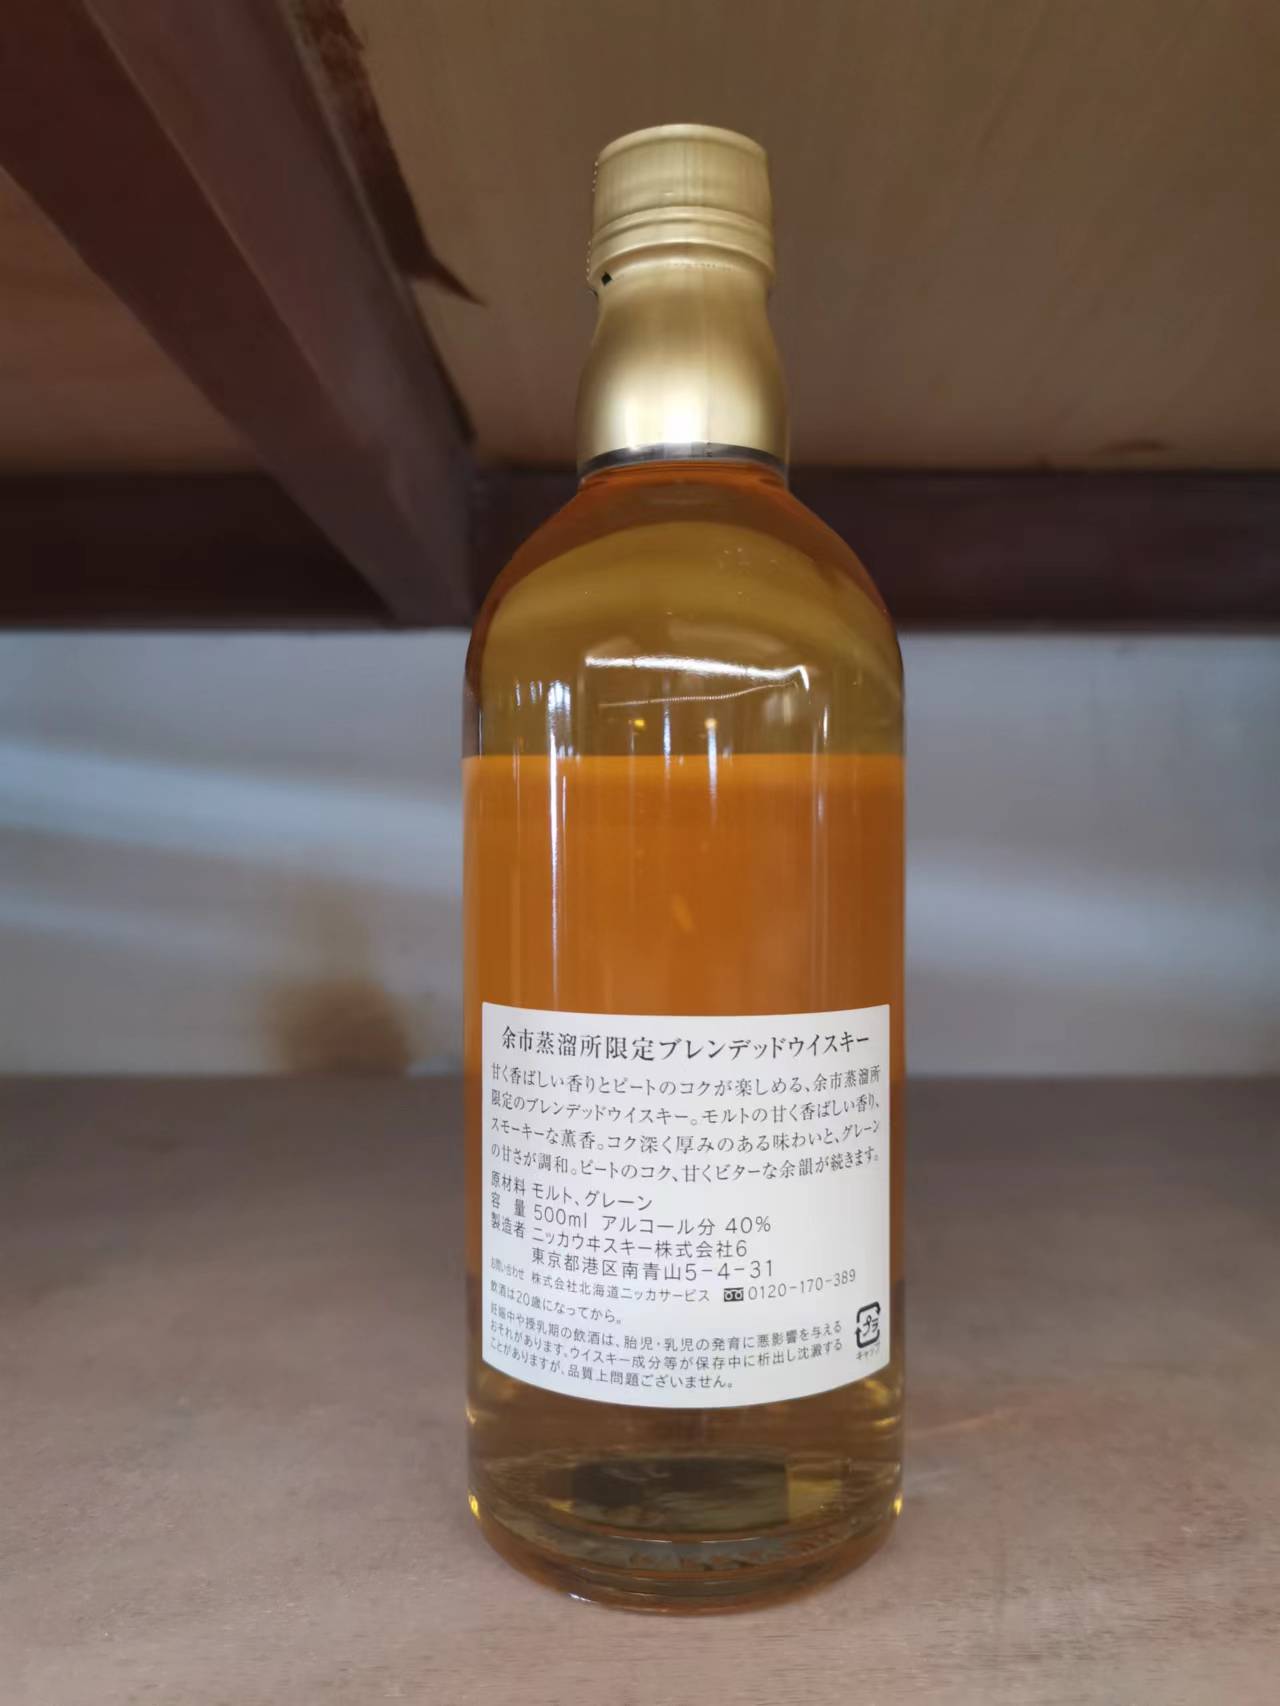 余市蒸溜所限定ブレンデッドウイスキー
甘く香ばしい香りとピートのコクが楽しめる、余市蒸溜所
限定のブレンデッドウイスキー。モルトの甘く香ばしい香り、
スモーキーな薫香。コク深く厚みのある味わいと、グレーン
の甘さが調和。ピートのコク、甘くビターな余韻が続きます。
原材料 モルト、グレーン
容 量 500ml アルコール分 40%
製造者 ニッカウヰスキー株式会社6
東京都港区南青山5-4-31
お問い合わせ 株式会社北海道ニッカサービス 0120-170-389
飲酒は20歳になってから。
妊娠中や授乳期の飲酒は、胎児・乳児の発育に悪影響を与える
おそれがあります。ウイスキー成分等が保存中に析出し沈澱する
ことがありますが、品質上問題ございません。
プラ
キャップ